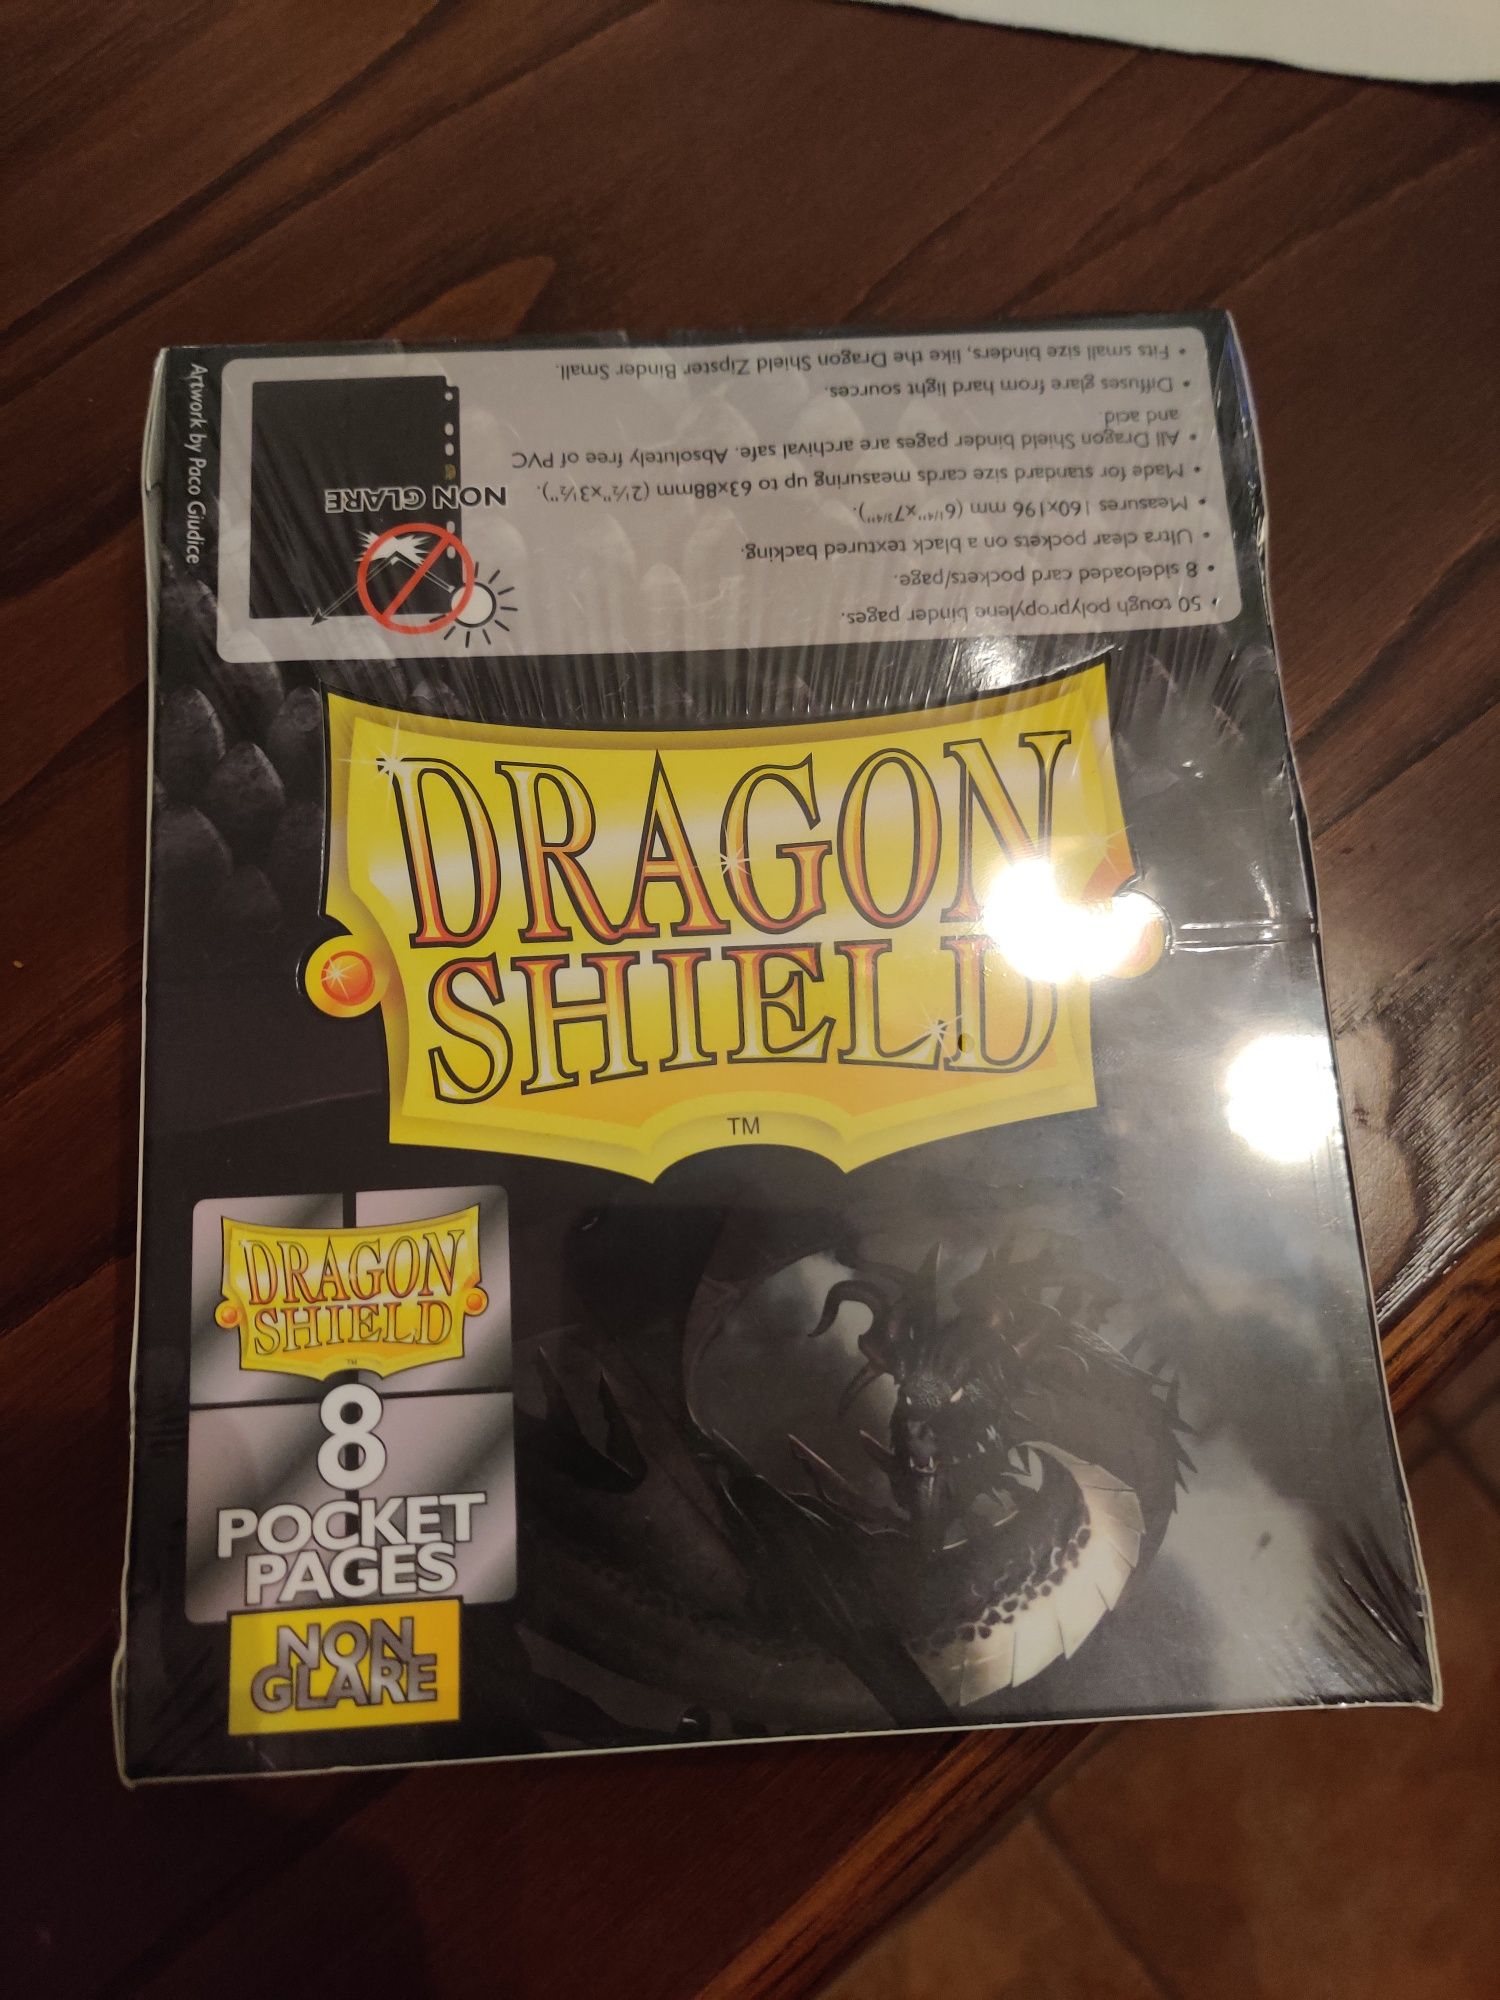 • 50 tough polypropylene binder pages.
• 8 sideloaded card pockets/page.
• Ultra clear pockets on a black textured backing.
• Measures 160x196 mm (6¹/⁴"x7³/⁴").
• Made for standard size cards measuring up to 63x88mm (2½"x3½").
• All Dragon Shield binder pages are archival safe. Absolutely free of PVC
and acid.
• Diffuses glare from hard light sources.
• Fits small size binders, like the Dragon Shield Zipster Binder Small.
NON GLARE
Artwork by Paco Giudice
DRAGON
SHIELD
TM
DRAGON
SHIELD
TM
8
POCKET
PAGES
NON
GLARE